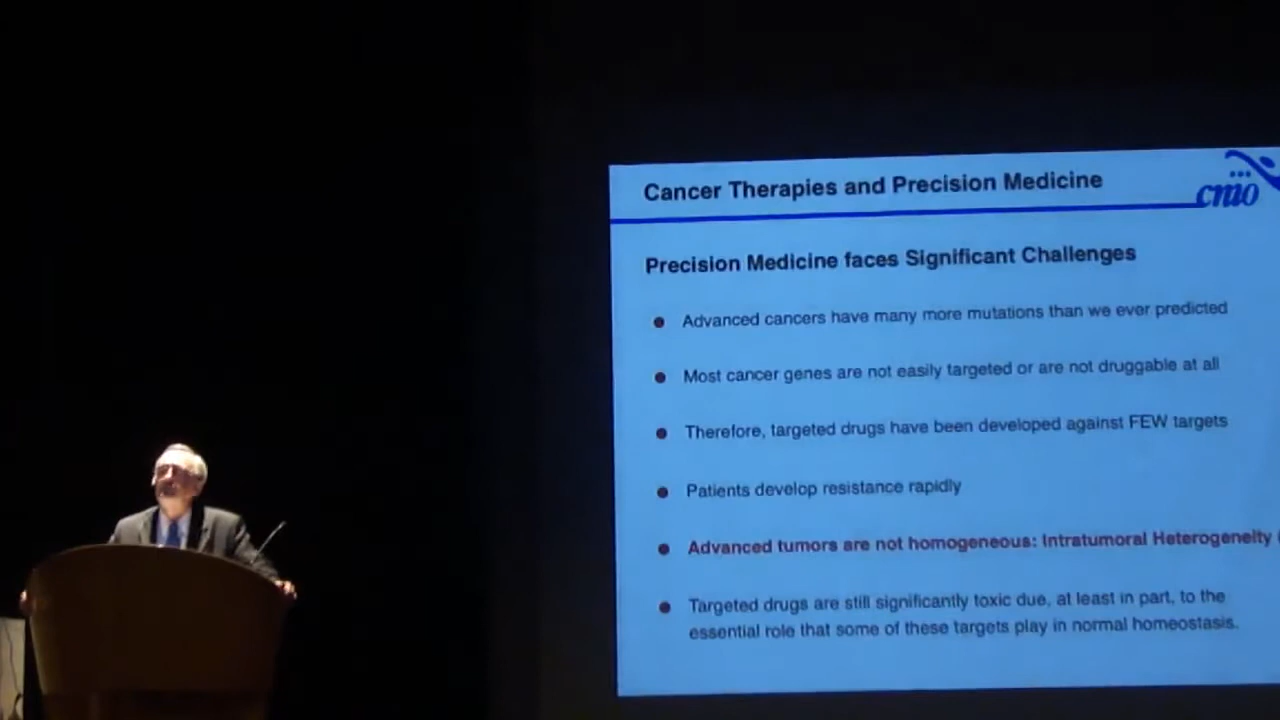 Cancer Therapies and Precision Medicine
cnio
Precision Medicine faces Significant Challenges
Advanced cancers have many more mutations than we ever predicted
Most cancer genes are not easily targeted or are not druggable at all
Therefore, targeted drugs have been developed against FEW targets
Patients develop resistance rapidly
Advanced tumors are not homogeneous: Intratumoral Heterogeneity
Targeted drugs are still significantly toxic due, at least in part, to the
essential role that some of these targets play in normal homeostasis.